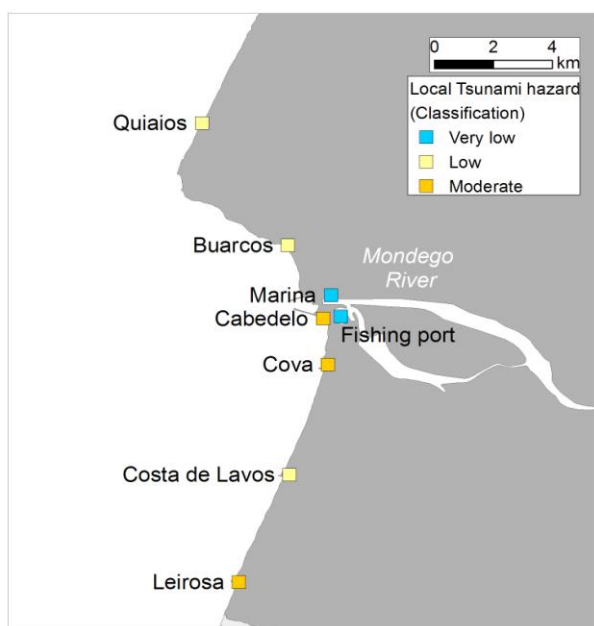 0 2 4
km
Local Tsunami hazard
(Classification)
Very low
Low
Moderate
Quiaios
Buarcos
Mondego
River
Marina
Cabedelo
Fishing port
Cova
Costa de Lavos
Leirosa